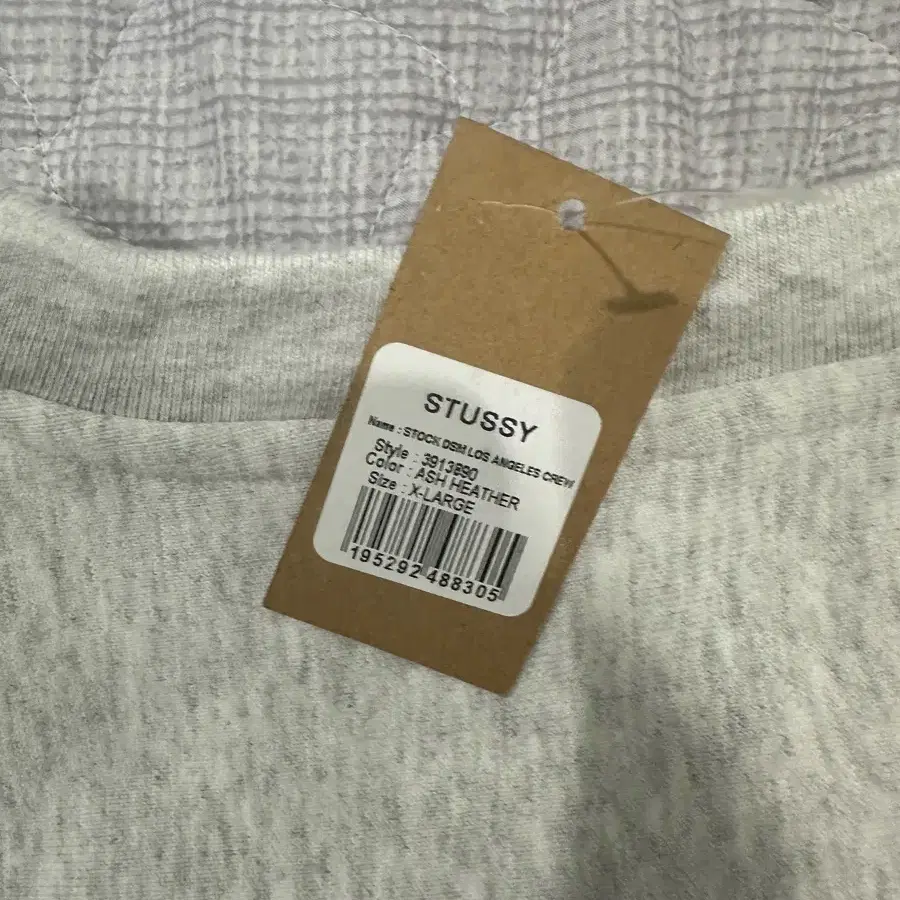 STUSSY
Name : STOCK DSM LOS ANGELES CREW
Style : 3913890
Color : ASH HEATHER
Size : X-LARGE
195292 488305